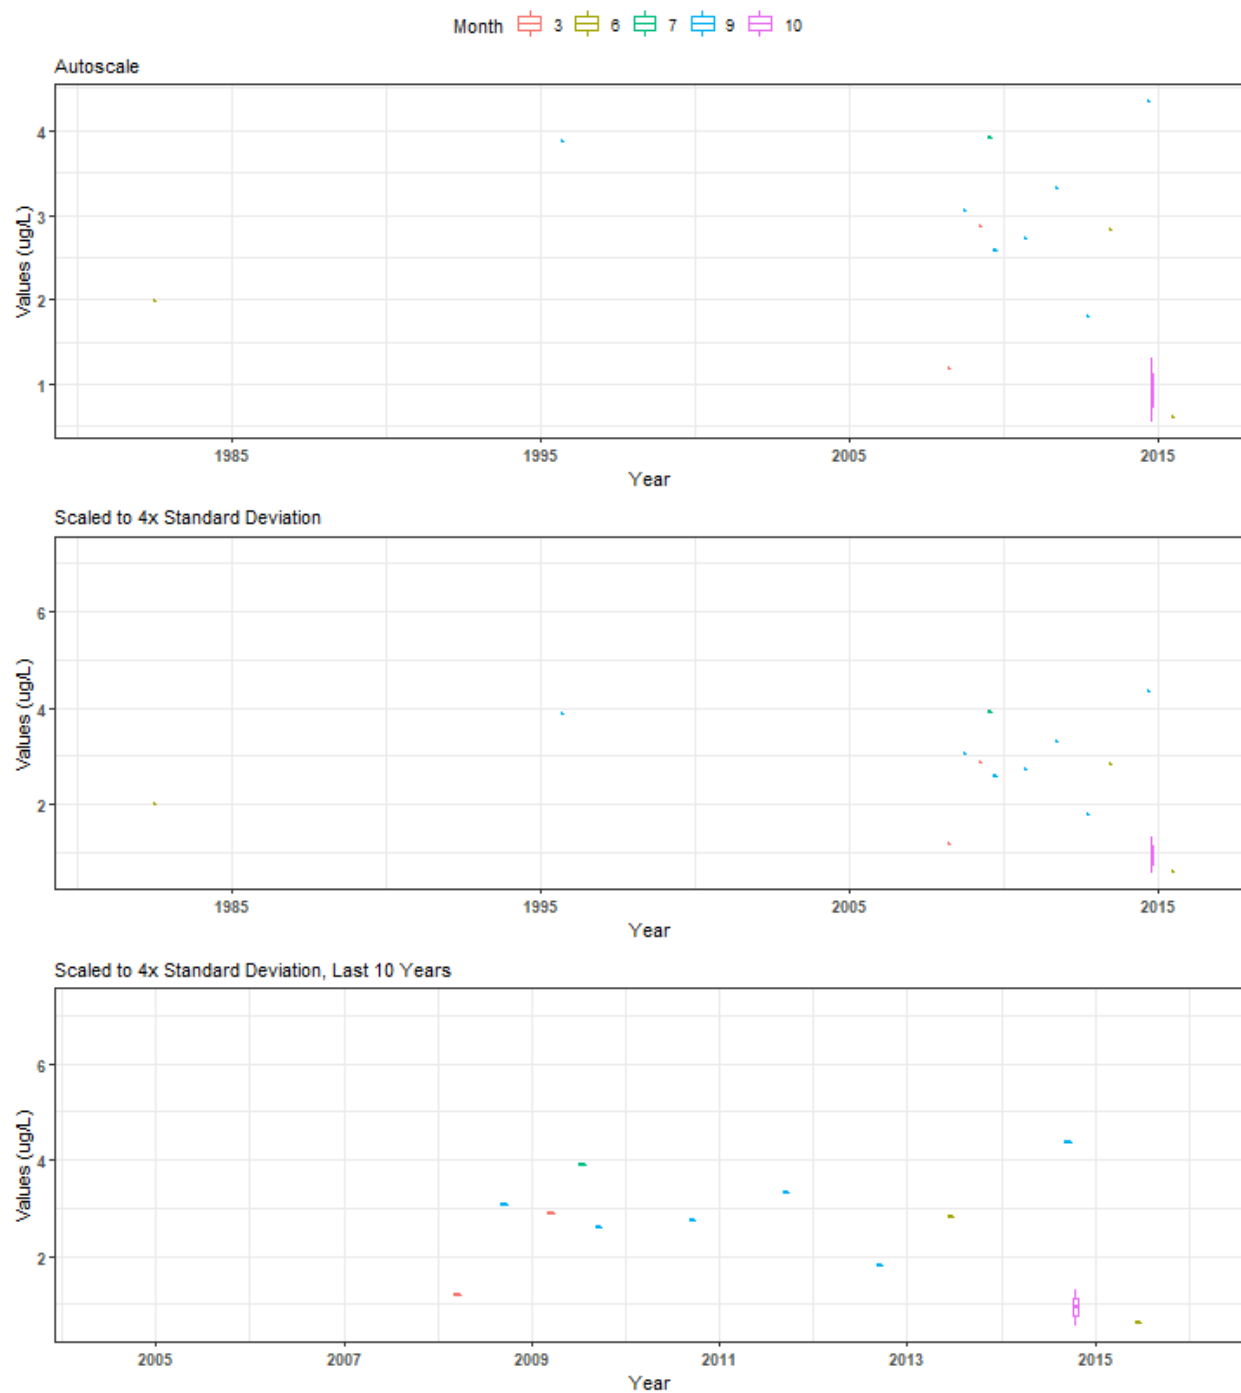 Month 3 6 7 9 10
Autoscale
4
3
2
1
Values (ug/L)
1985 1995 2005 2015
Year
Scaled to 4x Standard Deviation
6
4
2
Values (ug/L)
1985 1995 2005 2015
Year
Scaled to 4x Standard Deviation, Last 10 Years
6
4
2
Values (ug/L)
2005 2007 2009 2011 2013 2015
Year